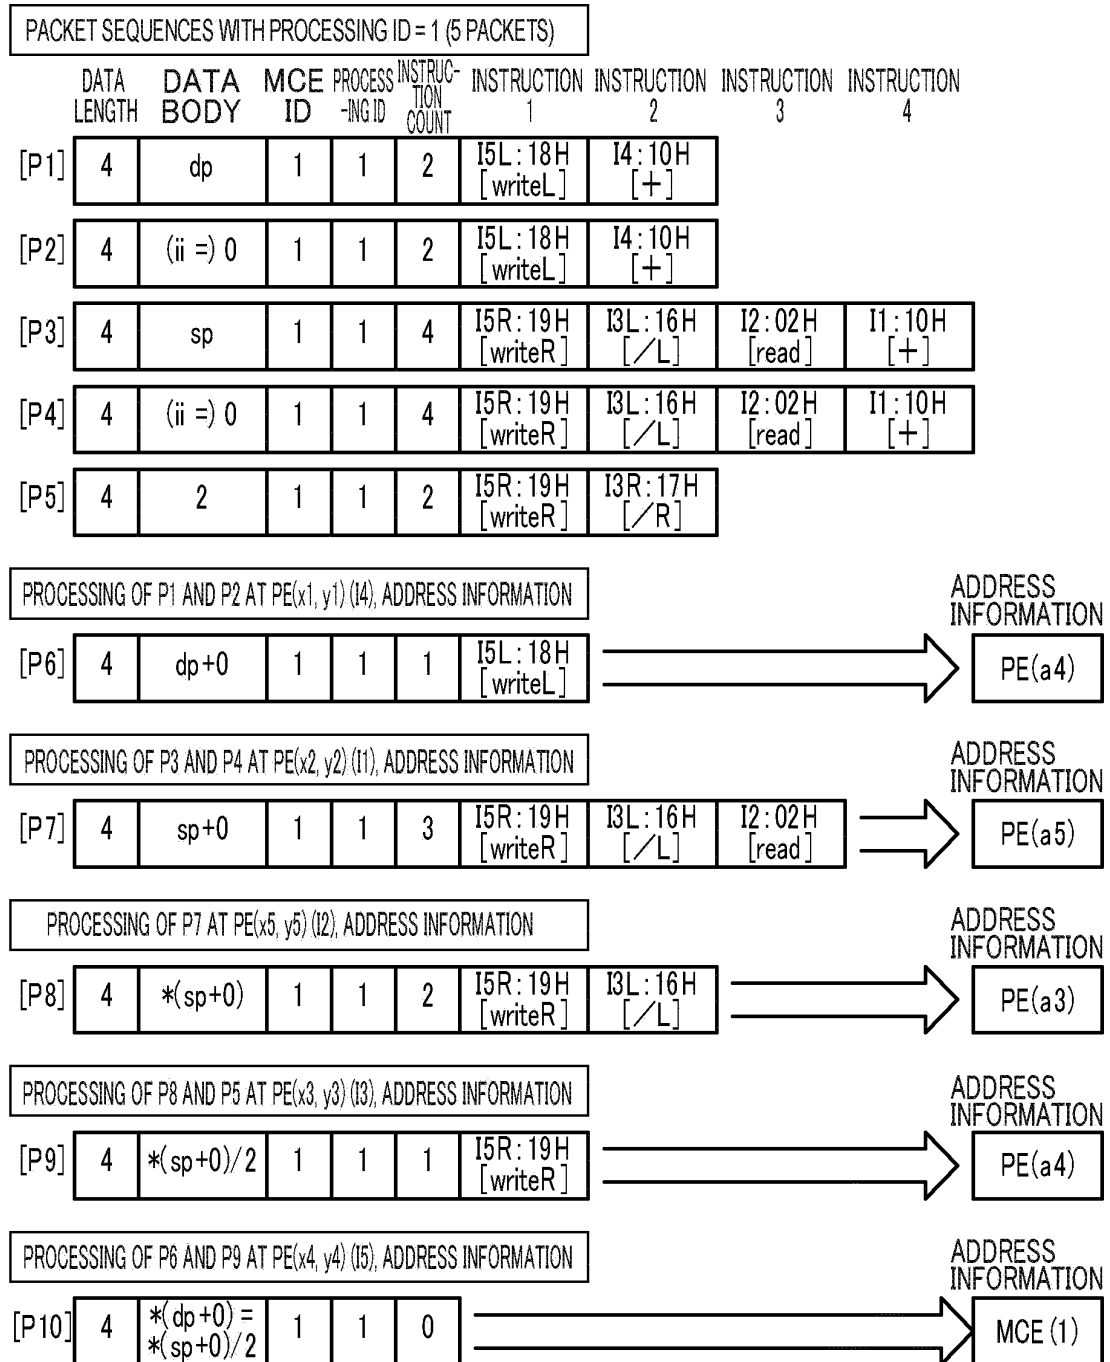 PACKET SEQUENCES WITH PROCESSING ID = 1 (5 PACKETS)
DATA LENGTH DATA BODY MCE ID PROCESS-ING ID INSTRUC-TION COUNT INSTRUCTION 1 INSTRUCTION 2 INSTRUCTION 3 INSTRUCTION 4
[P1] 4 dp 1 1 2 I5L:18H [writeL] I4:10H [+]
[P2] 4 (ii =) 0 1 1 2 I5L:18H [writeL] I4:10H [+]
[P3] 4 sp 1 1 4 I5R:19H [writeR] I3L:16H [/L] I2:02H [read] I1:10H [+]
[P4] 4 (ii =) 0 1 1 4 I5R:19H [writeR] I3L:16H [/L] I2:02H [read] I1:10H [+]
[P5] 4 2 1 1 2 I5R:19H [writeR] I3R:17H [/R]
PROCESSING OF P1 AND P2 AT PE(x1, y1) (I4), ADDRESS INFORMATION
ADDRESS INFORMATION
[P6] 4 dp+0 1 1 1 I5L:18H [writeL] PE(a4)
PROCESSING OF P3 AND P4 AT PE(x2, y2) (I1), ADDRESS INFORMATION
ADDRESS INFORMATION
[P7] 4 sp+0 1 1 3 I5R:19H [writeR] I3L:16H [/L] I2:02H [read] PE(a5)
PROCESSING OF P7 AT PE(x5, y5) (I2), ADDRESS INFORMATION
ADDRESS INFORMATION
[P8] 4 *(sp+0) 1 1 2 I5R:19H [writeR] I3L:16H [/L] PE(a3)
PROCESSING OF P8 AND P5 AT PE(x3, y3) (I3), ADDRESS INFORMATION
ADDRESS INFORMATION
[P9] 4 *(sp+0)/2 1 1 1 I5R:19H [writeR] PE(a4)
PROCESSING OF P6 AND P9 AT PE(x4, y4) (I5), ADDRESS INFORMATION
ADDRESS INFORMATION
[P10] 4 *(dp+0) = *(sp+0)/2 1 1 0 MCE (1)